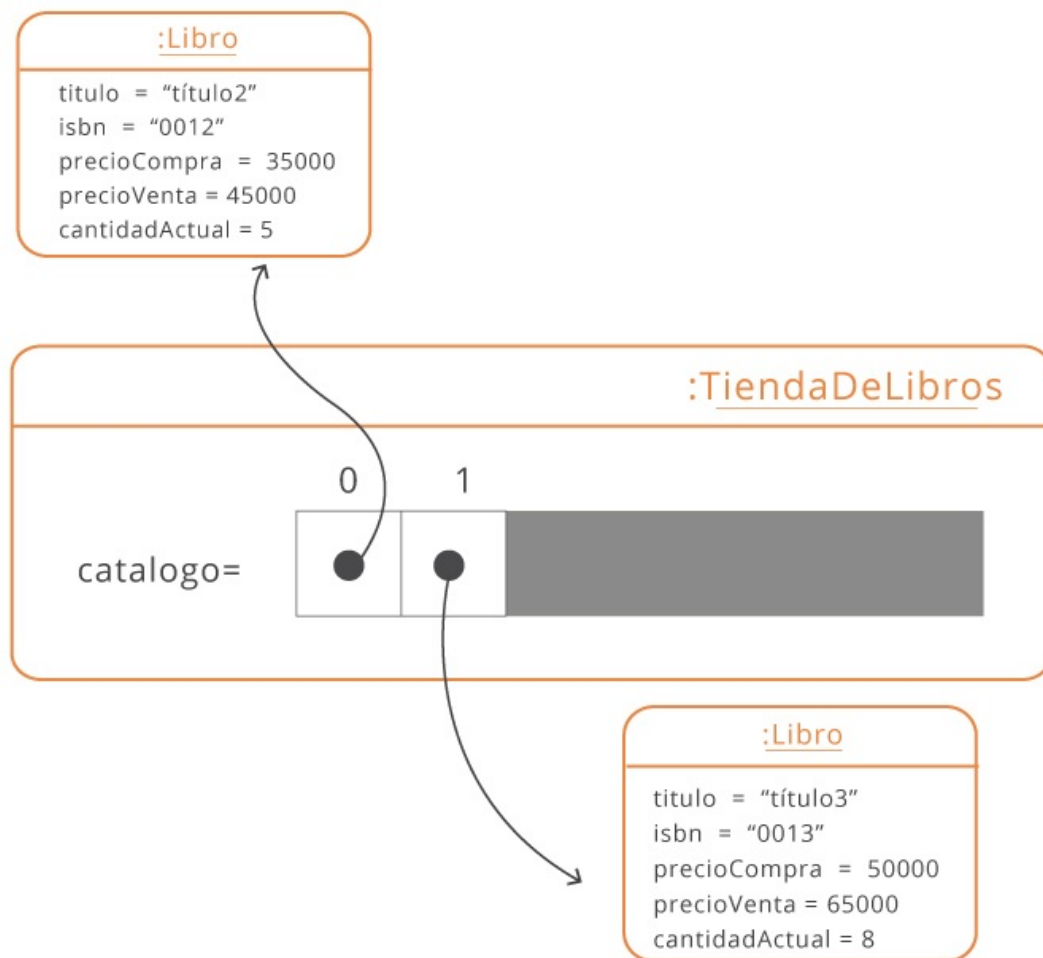 :Libro
titulo = “título2”
isbn = “0012”
precioCompra = 35000
precioVenta = 45000
cantidadActual = 5
:TiendaDeLibros
0 1
catalogo=
:Libro
titulo = “título3”
isbn = “0013”
precioCompra = 50000
precioVenta = 65000
cantidadActual = 8